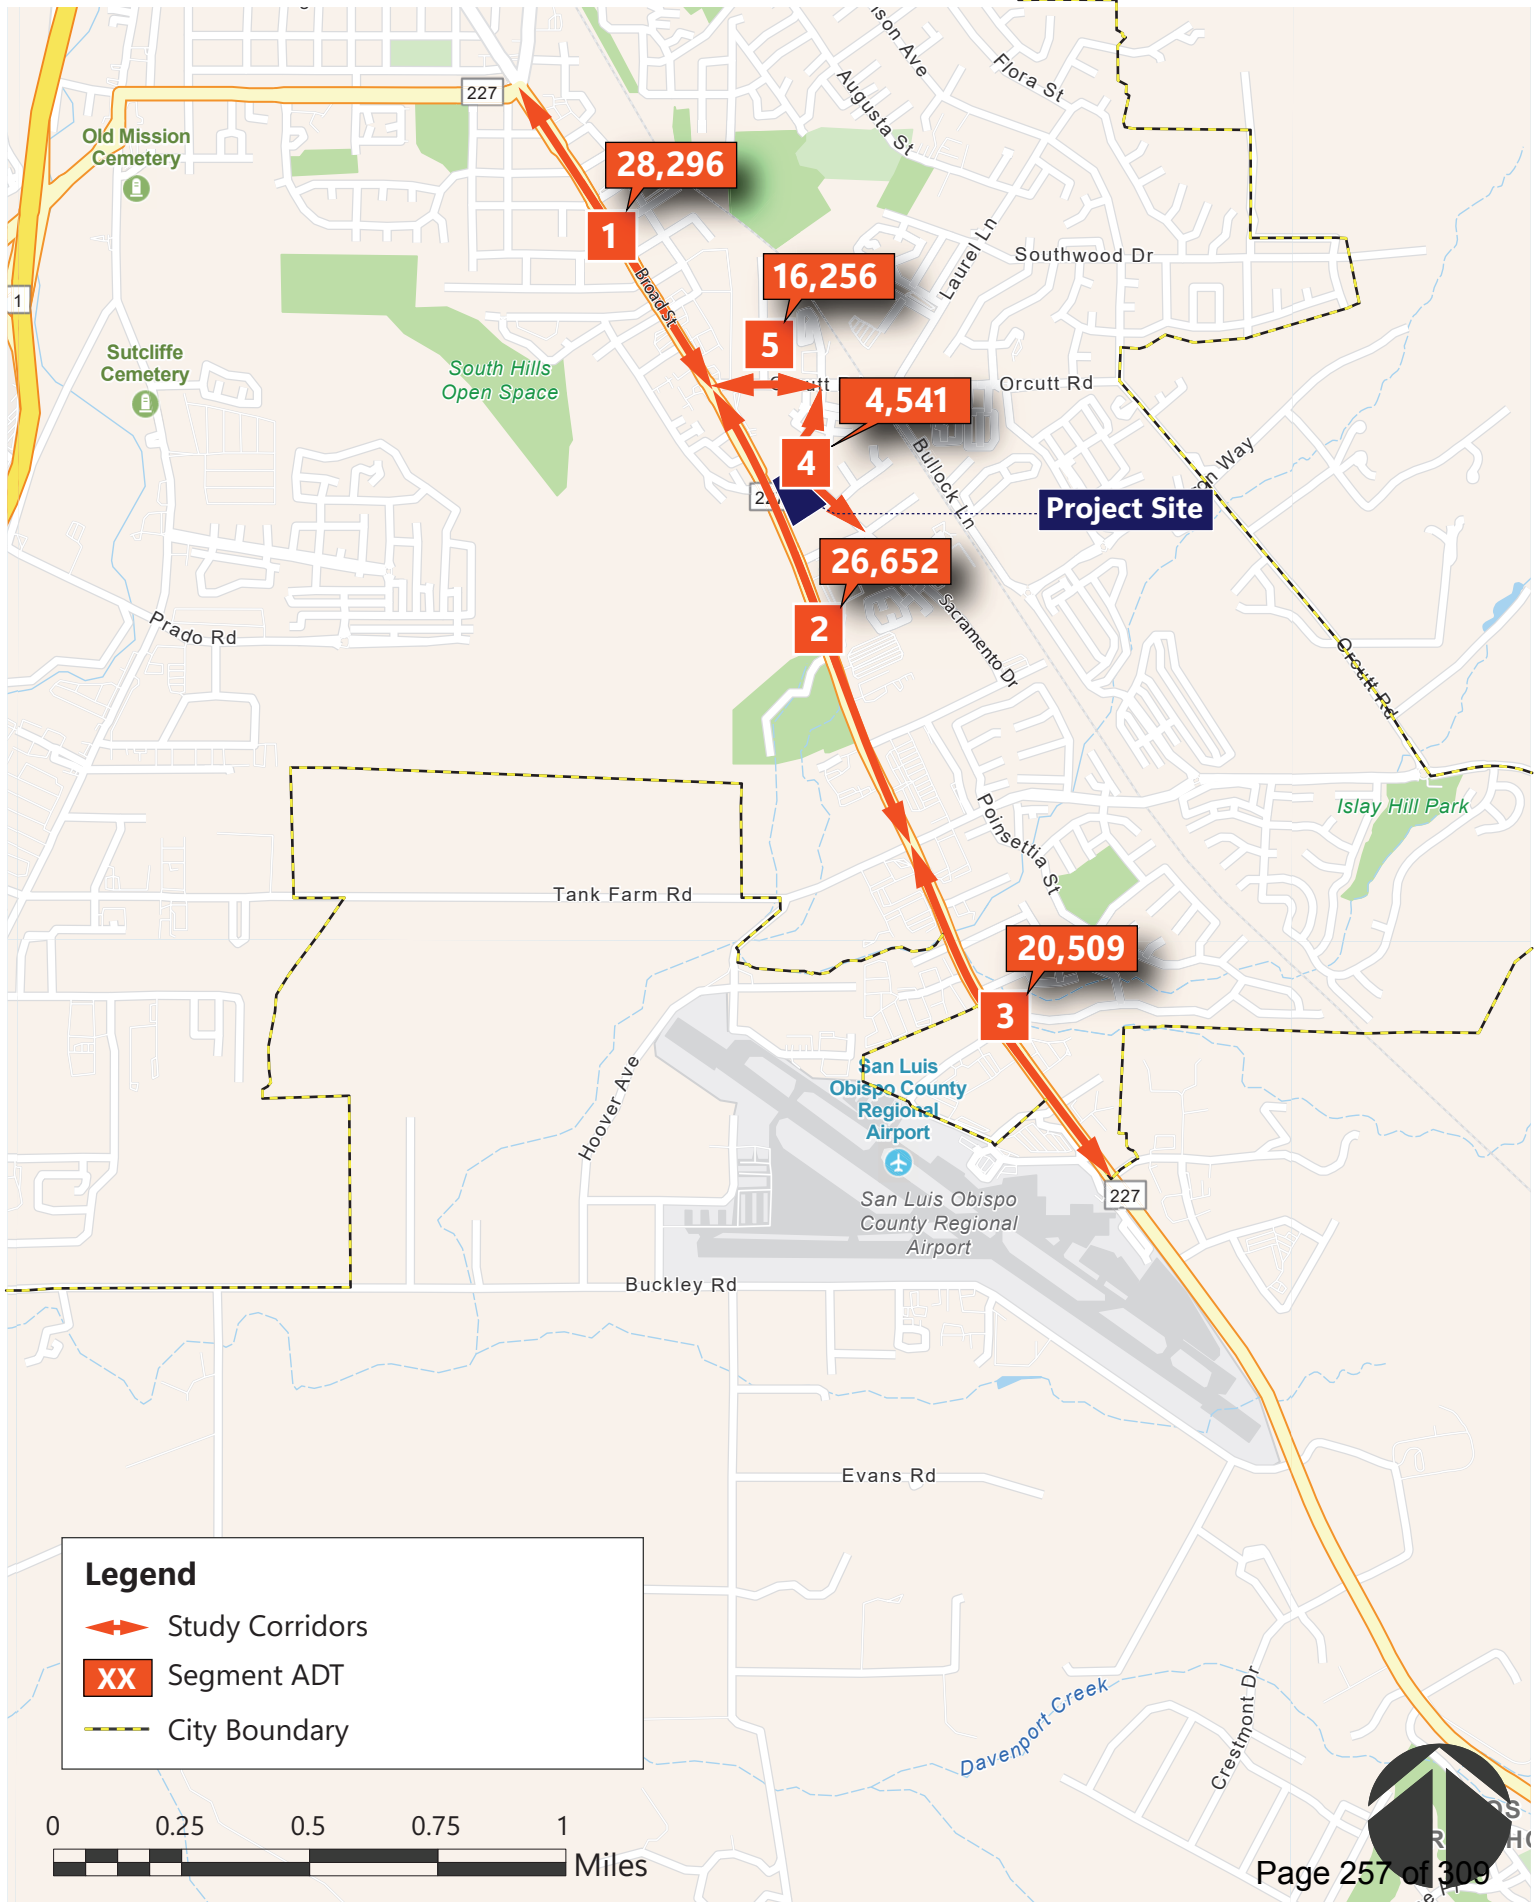 Flora St
Augusta St
227
Old Mission
Cemetery
28,296
1
Laurel Ln
Southwood Dr
16,256
1
Broad St
5
Sutcliffe
Cemetery
South Hills
Open Space
Orcutt Rd
4,541
4
Bullock Ln
Project Site
26,652
2
Sacramento Dr
Prado Rd
Orcutt Rd
Poinsettia St
Islay Hill Park
Tank Farm Rd
20,509
3
San Luis
Obispo County
Regional
Airport
Hoover Ave
San Luis Obispo
County Regional
Airport
227
Buckley Rd
Evans Rd
Legend
Study Corridors
XX Segment ADT
City Boundary
Davenport Creek
Crestmont Dr
0 0.25 0.5 0.75 1
Miles
Page 257 of 309